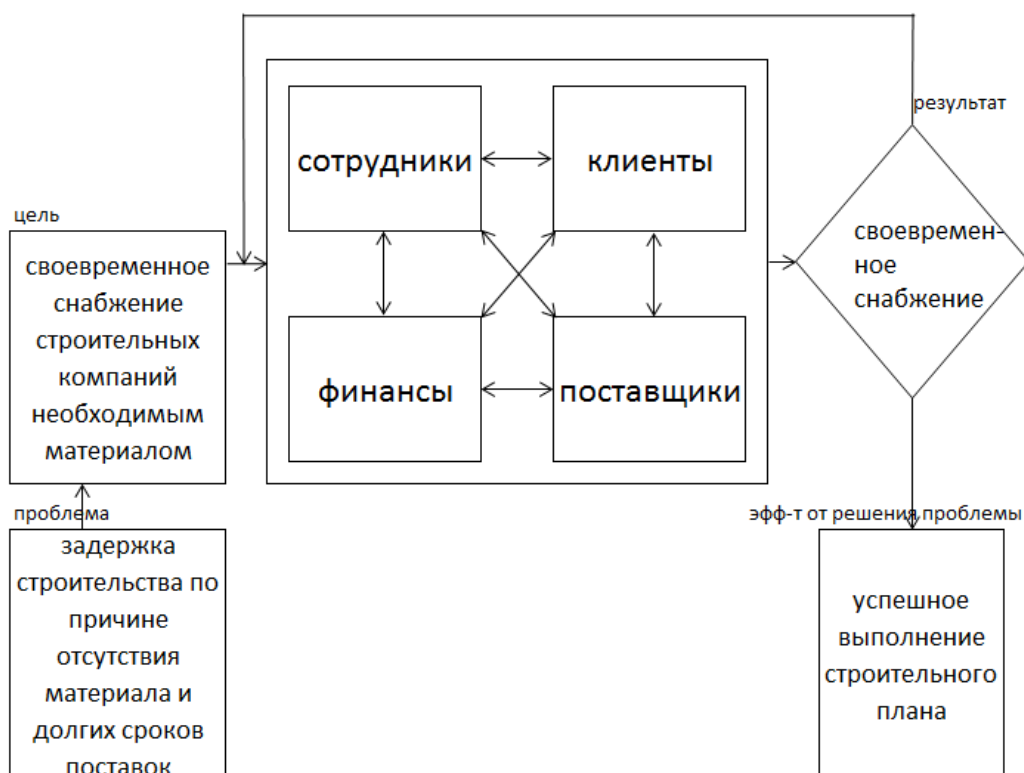 результат
сотрудники
клиенты
цель
своевременное
снабжение
строительных
компаний
необходимым
материалом
своевремен-
ное
снабжение
финансы
поставщики
проблема
задержка
строительства по
причине
отсутствия
материала и
долгих сроков
поставок
эфф-т от решения проблемы
успешное
выполнение
строительного
плана